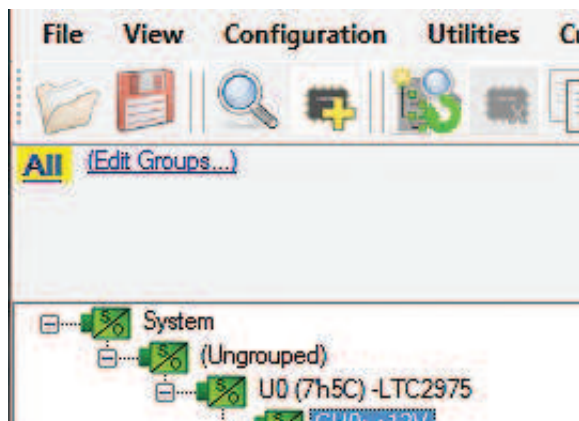 File View Configuration Utilities
All (Edit Groups...)
System
(Ungrouped)
U0 (7h5C) -LTC2975